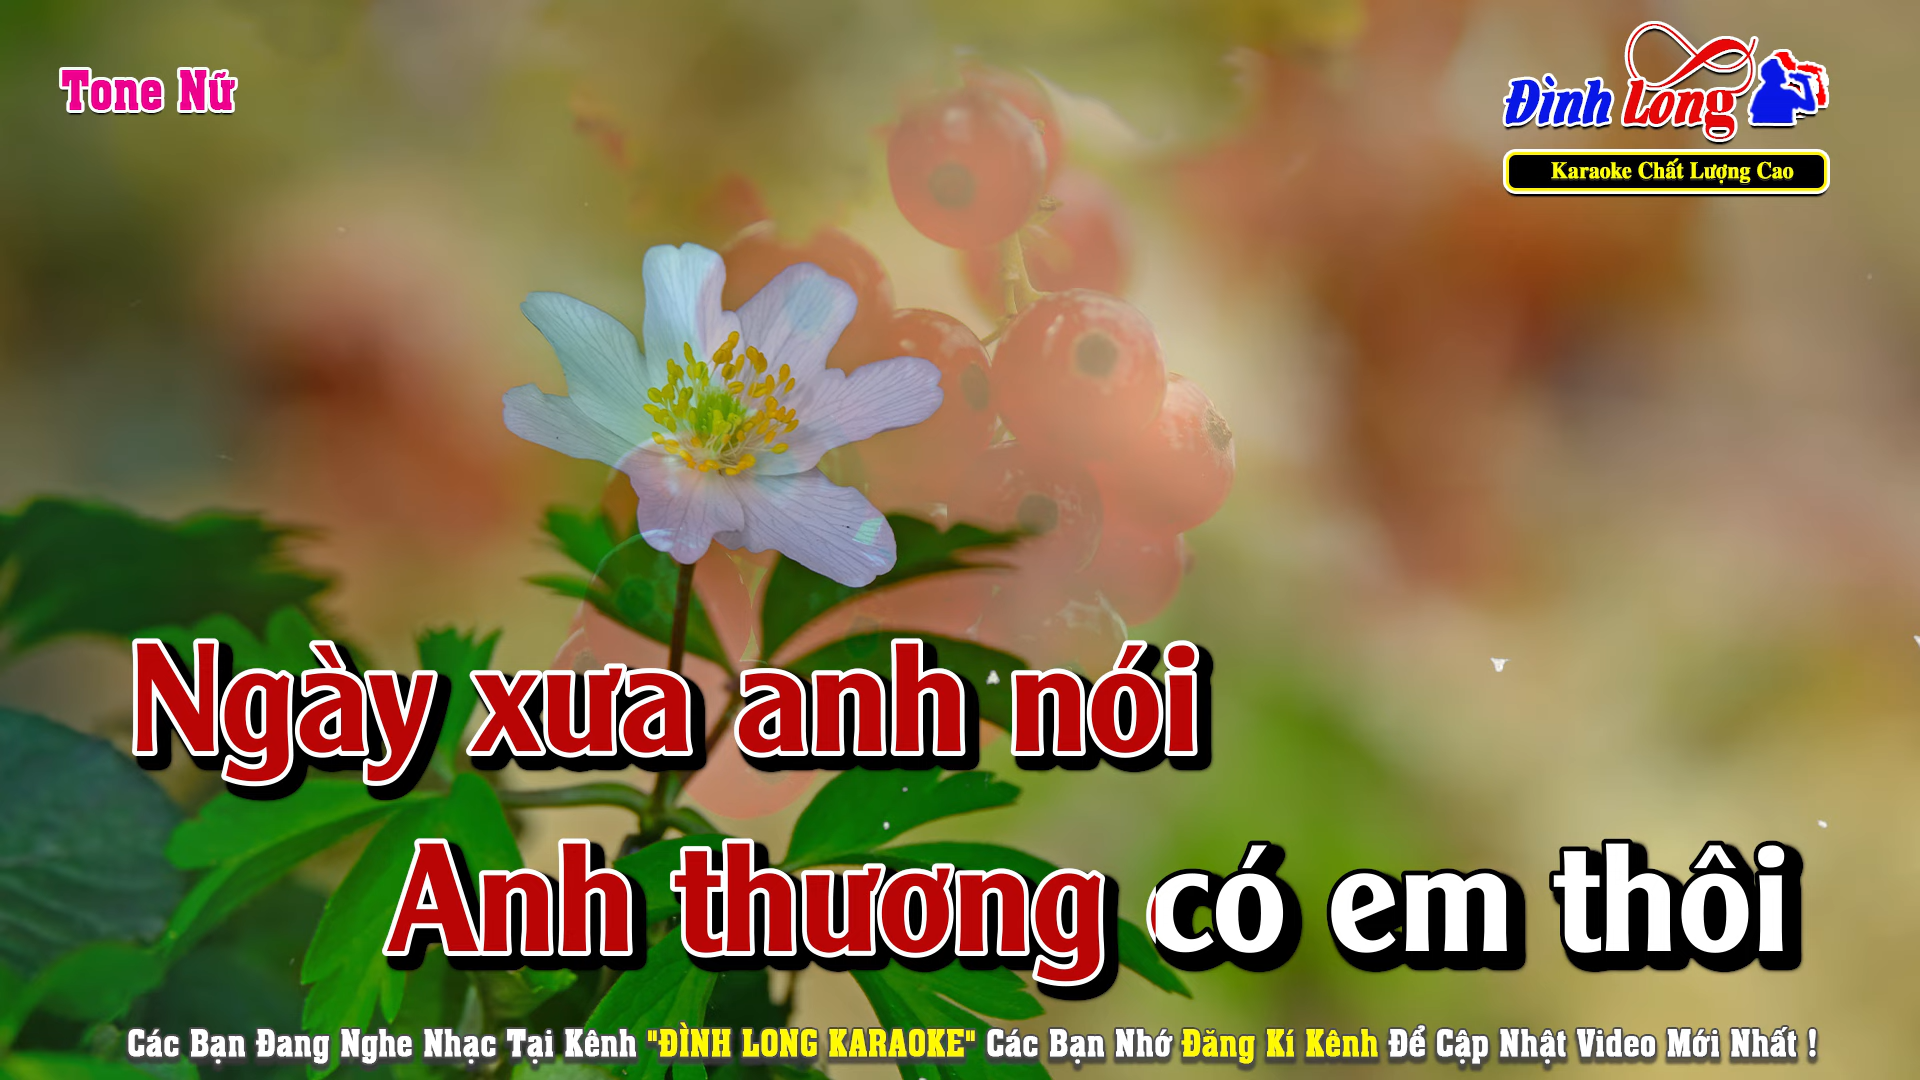 Tone Nữ
Đình Long
Karaoke Chất Lượng Cao
Ngày xưa anh nói
Anh thương có em thôi
Các Bạn Đang Nghe Nhạc Tại Kênh "ĐÌNH LONG KARAOKE" Các Bạn Nhớ Đăng Kí Kênh Để Cập Nhật Video Mới Nhất !